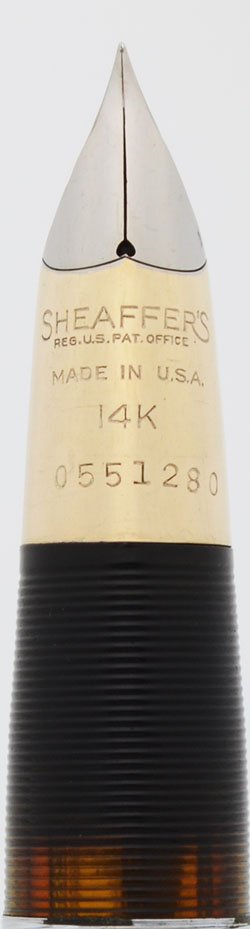 SHEAFFER'S
REG. U.S. PAT. OFFICE
MADE IN U.S.A.
14K
0551280